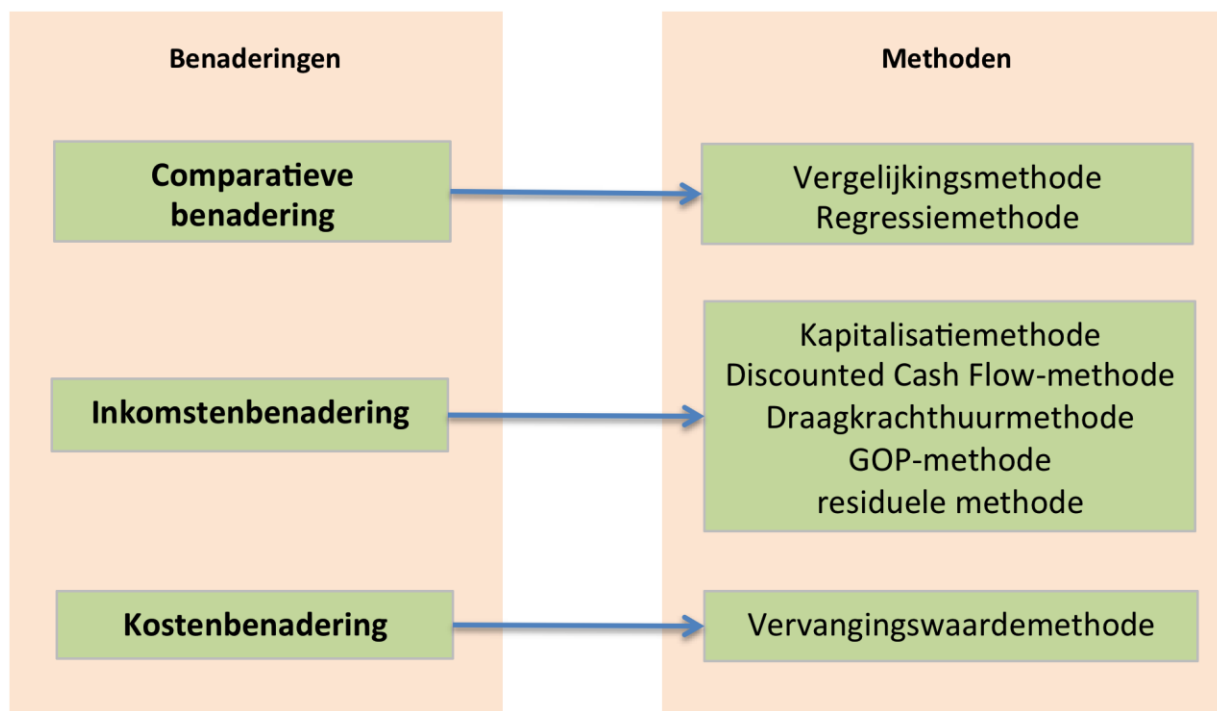 Benaderingen
Methoden
Comparatieve
benadering
Vergelijkingsmethode
Regressiemethode
Inkomstenbenadering
Kapitalisatiemethode
Discounted Cash Flow-methode
Draagkrachthuurmethode
GOP-methode
residuele methode
Kostenbenadering
Vervangingswaardemethode